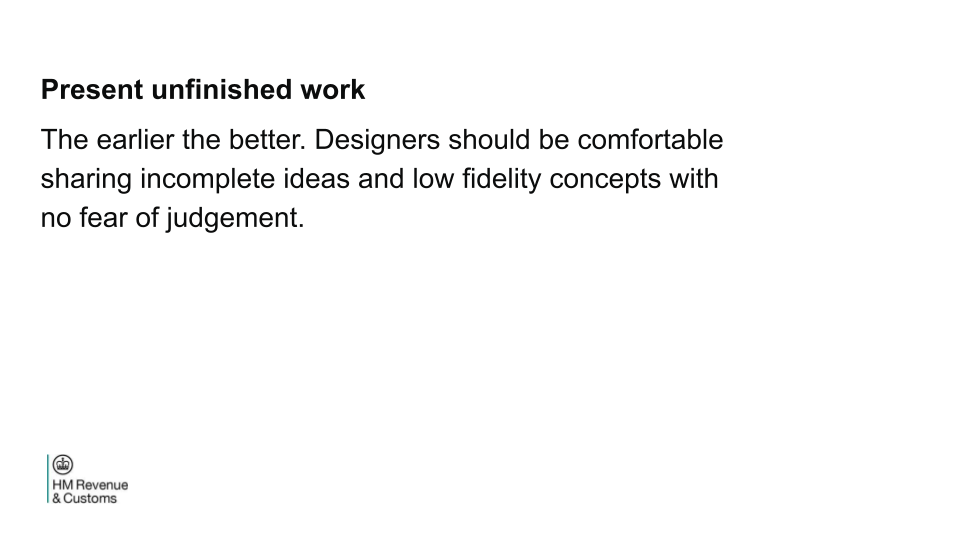 Present unfinished work
The earlier the better. Designers should be comfortable
sharing incomplete ideas and low fidelity concepts with
no fear of judgement.
HM Revenue
& Customs